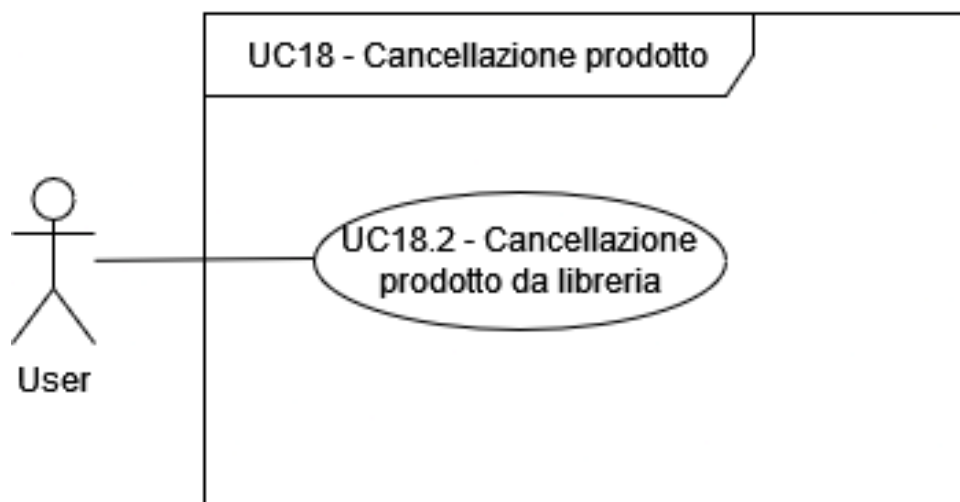 UC18 - Cancellazione prodotto
UC18.2 - Cancellazione
prodotto da libreria
User